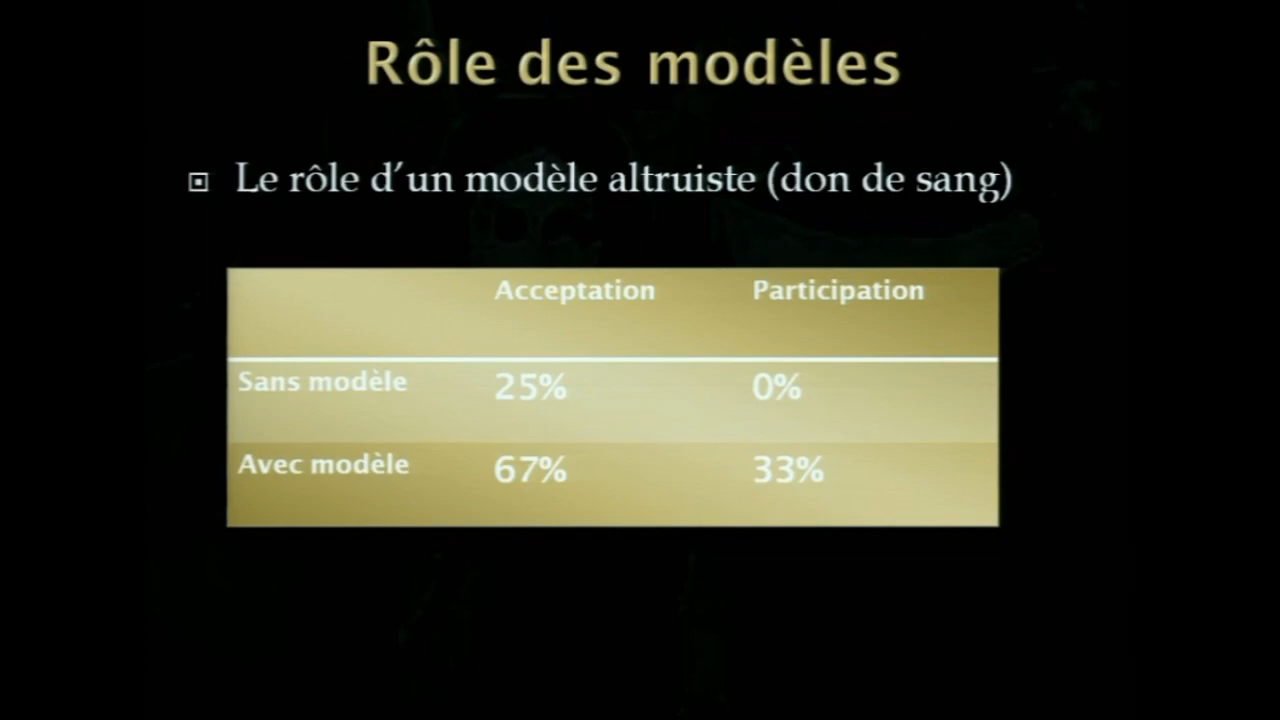 Rôle des modèles
Le rôle d'un modèle altruiste (don de sang)
Acceptation Participation
Sans modèle 25% 0%
Avec modèle 67% 33%